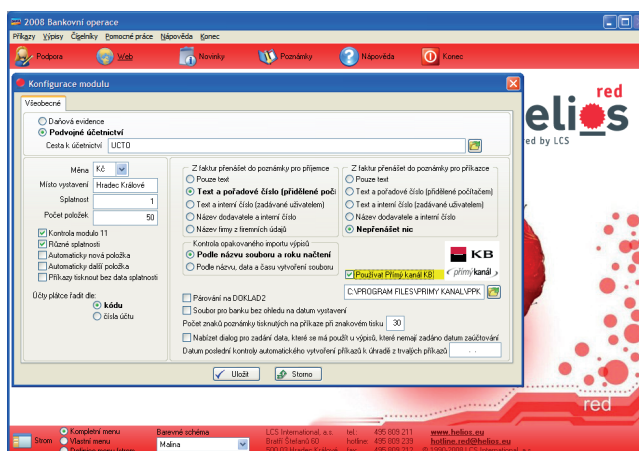 2008 Bankovní operace
Příkazy Výpisy Číselníky Pomocné práce Nápověda Konec
Podpora Web Novinky Poznámky Nápověda Konec
red
Konfigurace modulu
elios
Všeobecné
Daňová evidence
Podvojné účetnictví
ed by LCS
Cesta k účetnictví UCTO
Měna Kč
Místo vystavení Hradec Králové
Splatnost 1
Počet položek 50
Kontrola modulo 11
Různé splatnosti
Automaticky nová položka
Automaticky další položka
Příkazy tisknout bez data splatnosti
Účty plátce řadit dle:
kódu
čísla účtu
Z faktur přenášet do poznámky pro příjemce
Pouze text
Text a pořadové číslo (přidělené poči
Text a interní číslo (zadávané uživatelem)
Název dodavatele a interní číslo
Název firmy z firemních údajů
Z faktur přenášet do poznámky pro příkazce
Pouze text
Text a pořadové číslo (přidělené počítačem)
Text a interní číslo (zadávané uživatelem)
Název dodavatele a interní číslo
Nepřenášet nic
Kontrola opakovaného importu výpisů
Podle názvu souboru a roku načtení
Podle názvu, data a času vytvoření souboru
KB
přímý kanál
Používat Přímý kanál KB
C:\PROGRAM FILES\PRIMY KANAL\PPK
Párování na DOKLAD2
Soubor pro banku bez ohledu na datum vystavení
Počet znaků poznámky tisknutých na příkaze při znakovém tisku 30
Nabízet dialog pro zadání data, které se má použít u výpisů, které nemají zadáno datum zaúčtování
Datum poslední kontroly automatického vytvoření příkazů k úhradě z trvalých příkazů . .
Uložit Storno
red
Strom
Kompletní menu
Vlastní menu
Barevné schéma
Malina
LCS International, a.s. tel.: 495 809 211 www.helios.eu
Bratří Štefanů 60 hotline: 495 809 239 hotline.red@helios.eu